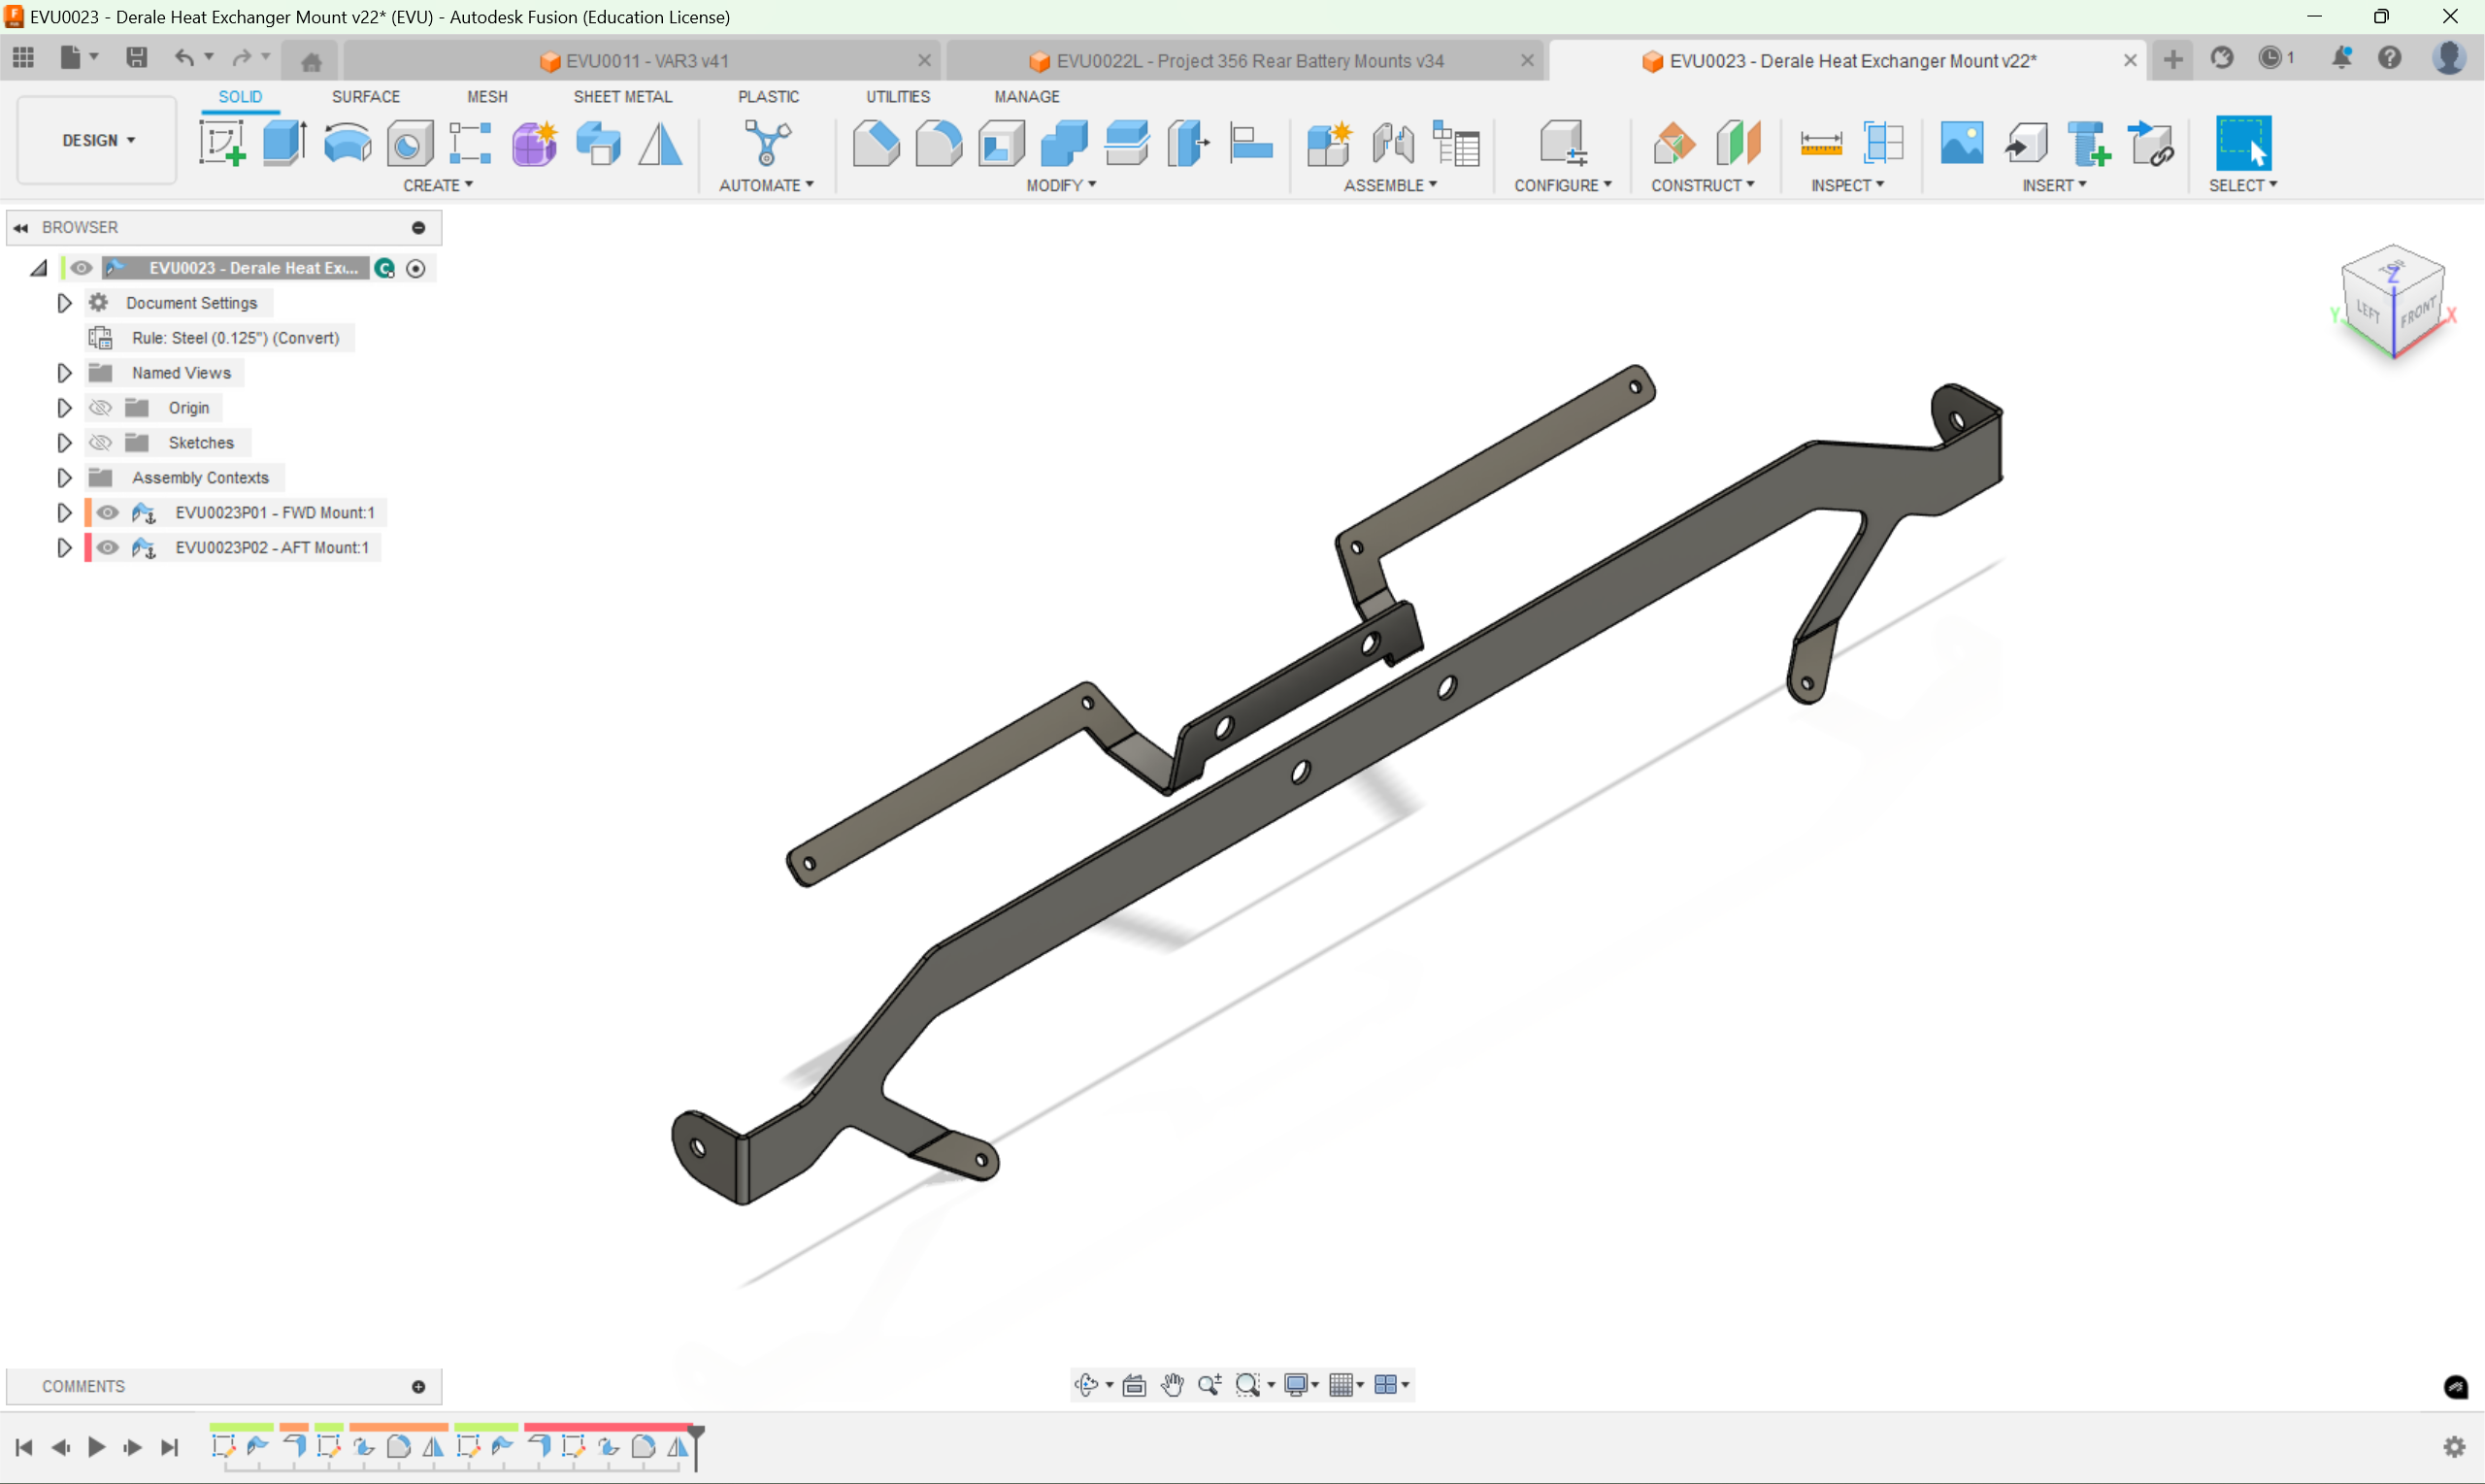 EVU0023 - Derale Heat Exchanger Mount v22* (EVU) - Autodesk Fusion (Education License)
EVU0011 - VAR3 v41
EVU0022L - Project 356 Rear Battery Mounts v34
EVU0023 - Derale Heat Exchanger Mount v22*
1
SOLID
SURFACE
MESH
SHEET METAL
PLASTIC
UTILITIES
MANAGE
DESIGN
CREATE
AUTOMATE
MODIFY
ASSEMBLE
CONFIGURE
CONSTRUCT
INSPECT
INSERT
SELECT
BROWSER
EVU0023 - Derale Heat Ex...
Document Settings
Rule: Steel (0.125") (Convert)
Named Views
Origin
Sketches
Assembly Contexts
EVU0023P01 - FWD Mount:1
EVU0023P02 - AFT Mount:1
TOP
Z
LEFT
FRONT
Y
X
COMMENTS